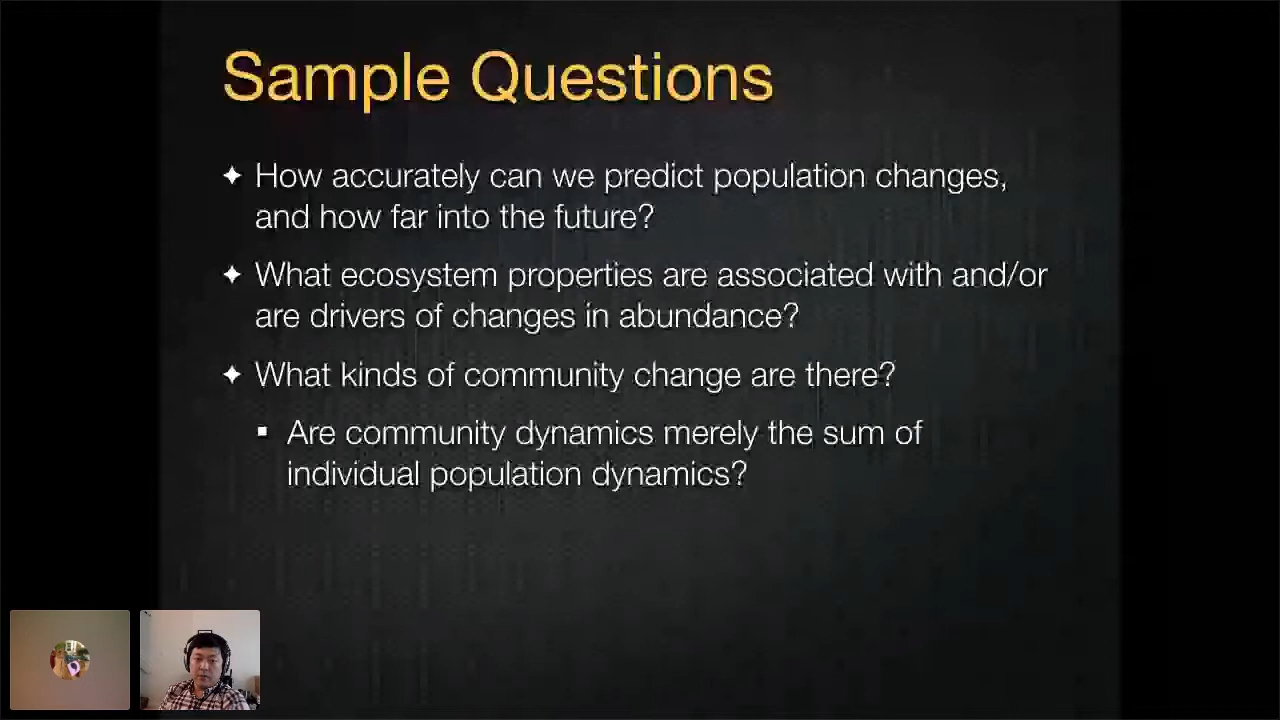 Sample Questions
✦ How accurately can we predict population changes,
and how far into the future?
✦ What ecosystem properties are associated with and/or
are drivers of changes in abundance?
✦ What kinds of community change are there?
▪ Are community dynamics merely the sum of
individual population dynamics?